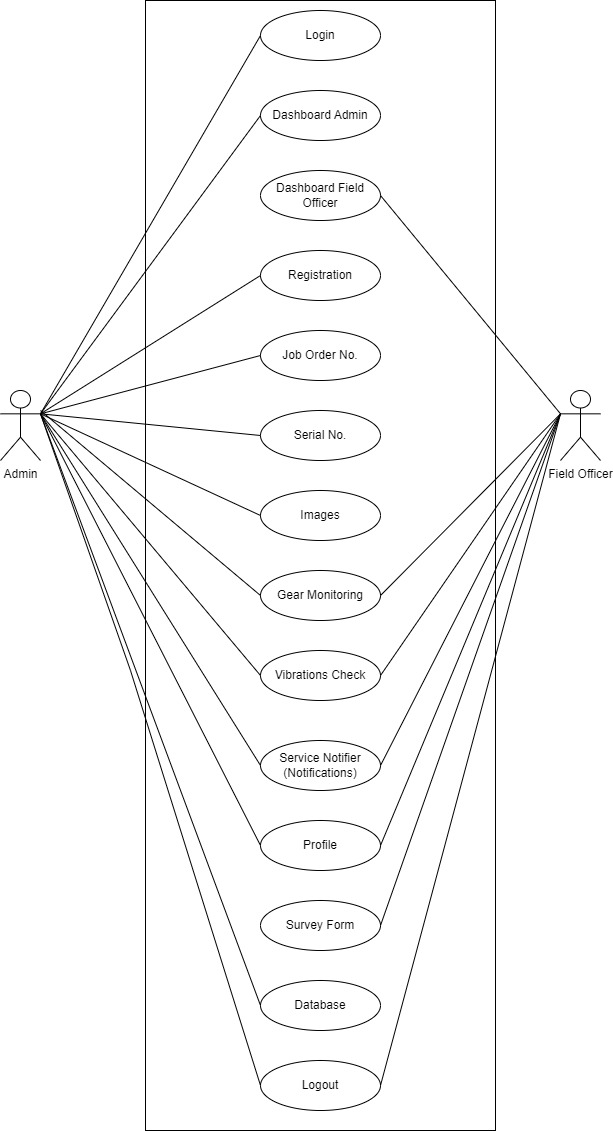 Login
Dashboard Admin
Dashboard Field
Officer
Registration
Job Order No.
Serial No.
Admin
Field Officer
Images
Gear Monitoring
Vibrations Check
Service Notifier
(Notifications)
Profile
Survey Form
Database
Logout